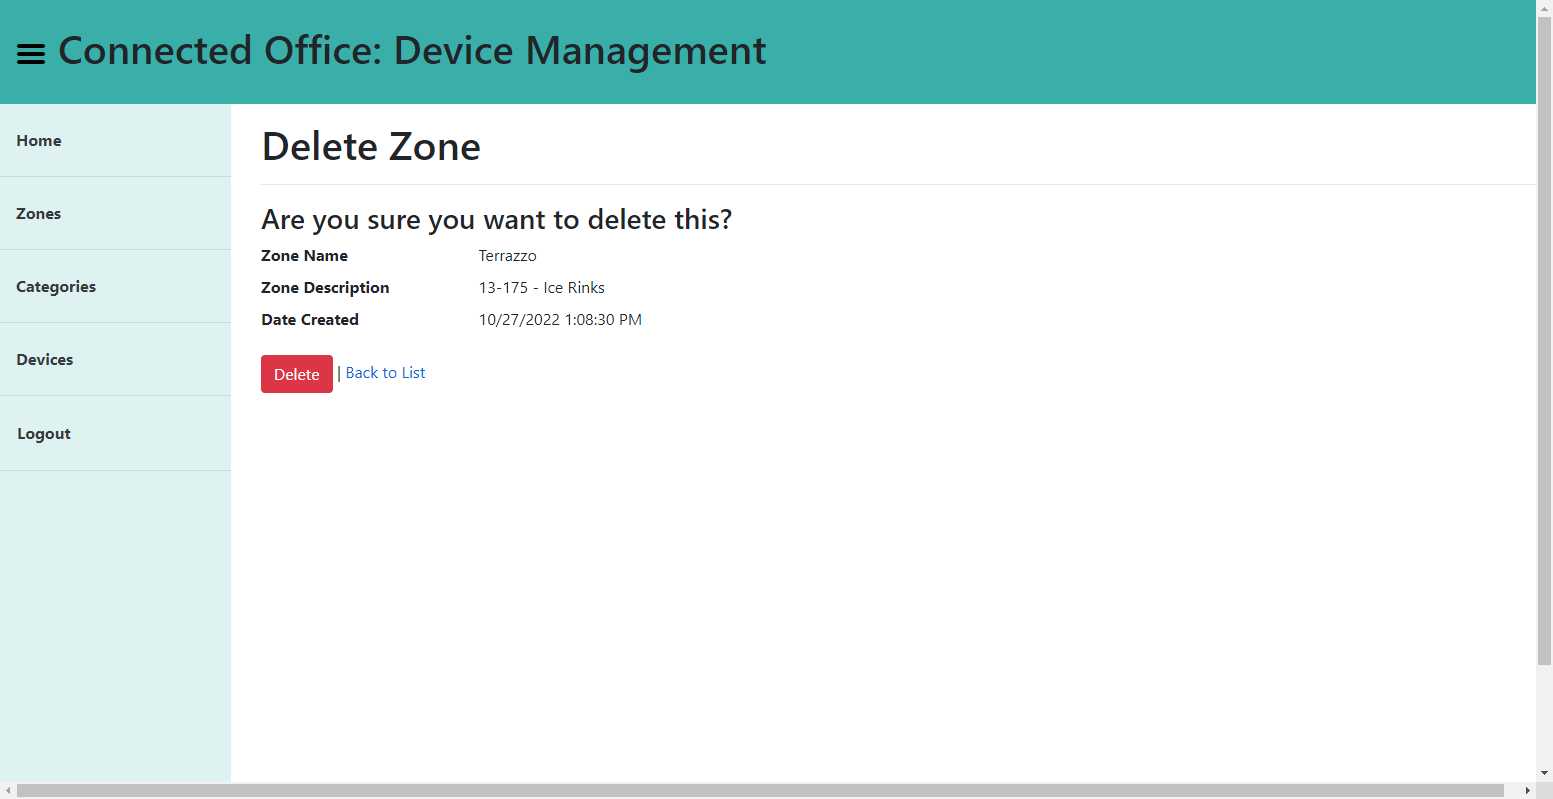 Connected Office: Device Management
Home
Zones
Categories
Devices
Logout
Delete Zone
Are you sure you want to delete this?
Zone Name Terrazzo
Zone Description 13-175 - Ice Rinks
Date Created 10/27/2022 1:08:30 PM
Delete | Back to List